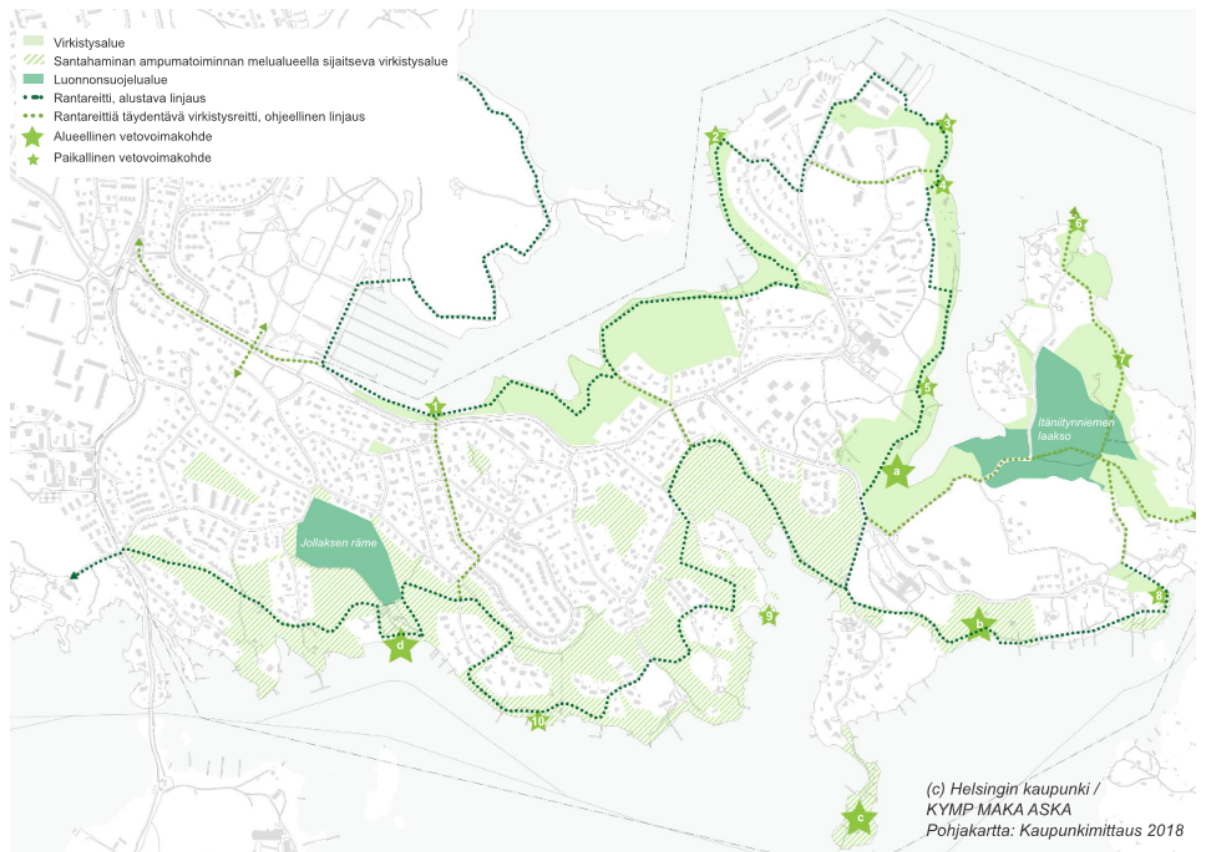 Virkistysalue
Santahaminan ampumatoiminnan melualueella sijaitseva virkistysalue
Luonnonsuojelualue
Rantareitti, alustava linjaus
Rantareittiä täydentävä virkistysreitti, ohjeellinen linjaus
Alueellinen vetovoimakohde
Paikallinen vetovoimakohde
2
3
4
6
7
1
5
Itäniitynniemen
laakso
a
Jollaksen räme
8
9
b
d
10
c
(c) Helsingin kaupunki /
KYMP MAKA ASKA
Pohjakartta: Kaupunkimittaus 2018